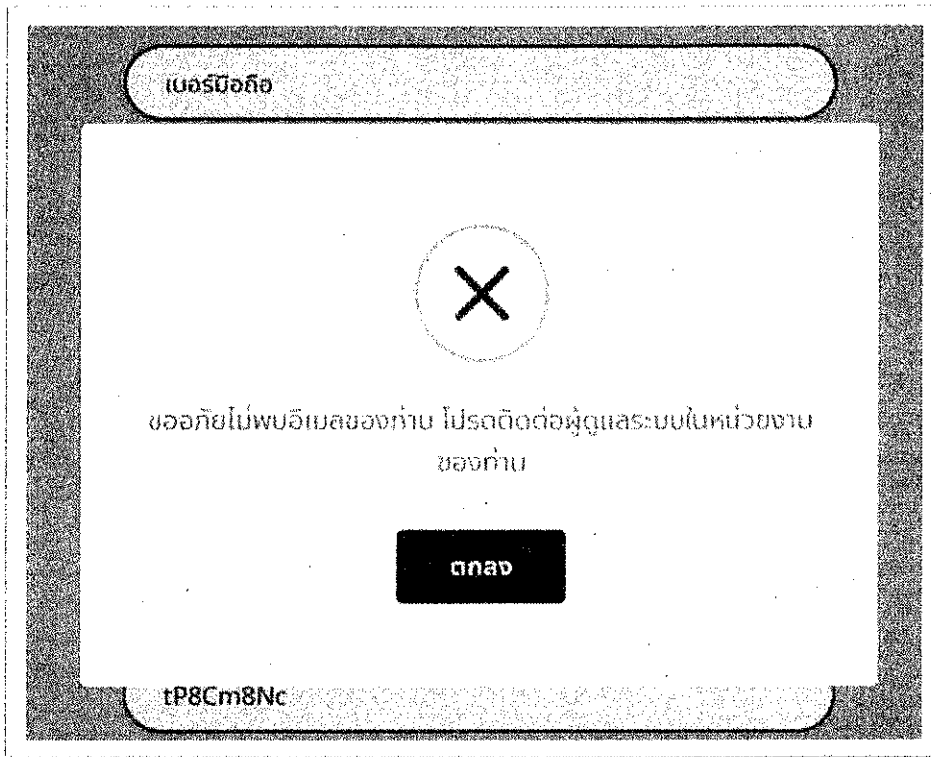 เบอร์มือถือ
ขออภัยไม่พบอีเมลของท่าน โปรดติดต่อผู้ดูแลระบบในหน่วยงาน
ของท่าน
ตกลง
tP8Cm8Nc